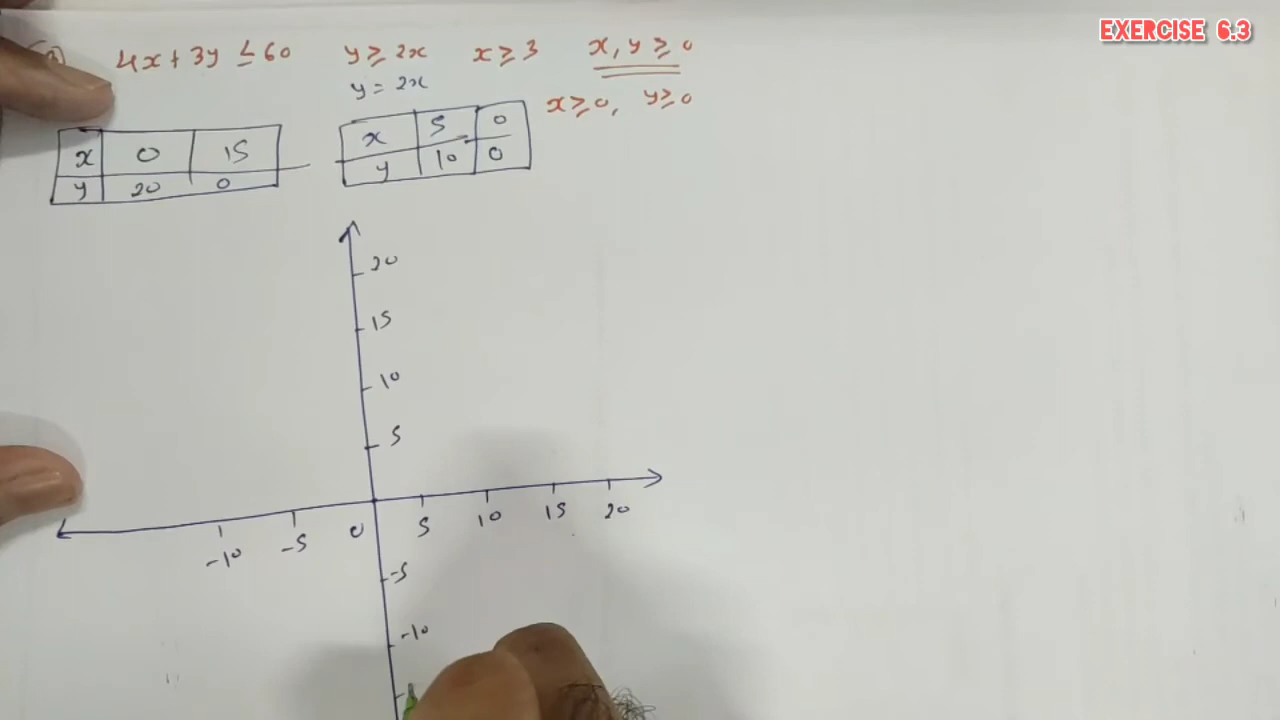 EXERCISE 6.3
4x + 3y ≤ 60 y ≥ 2x x ≥ 3 x, y ≥ 0
y = 2x
x ≥ 0, y ≥ 0
x 0 15
y 20 0
x 5 0
y 10 0
20
15
10
5
-10 -5 0 5 10 15 20
-5
-10